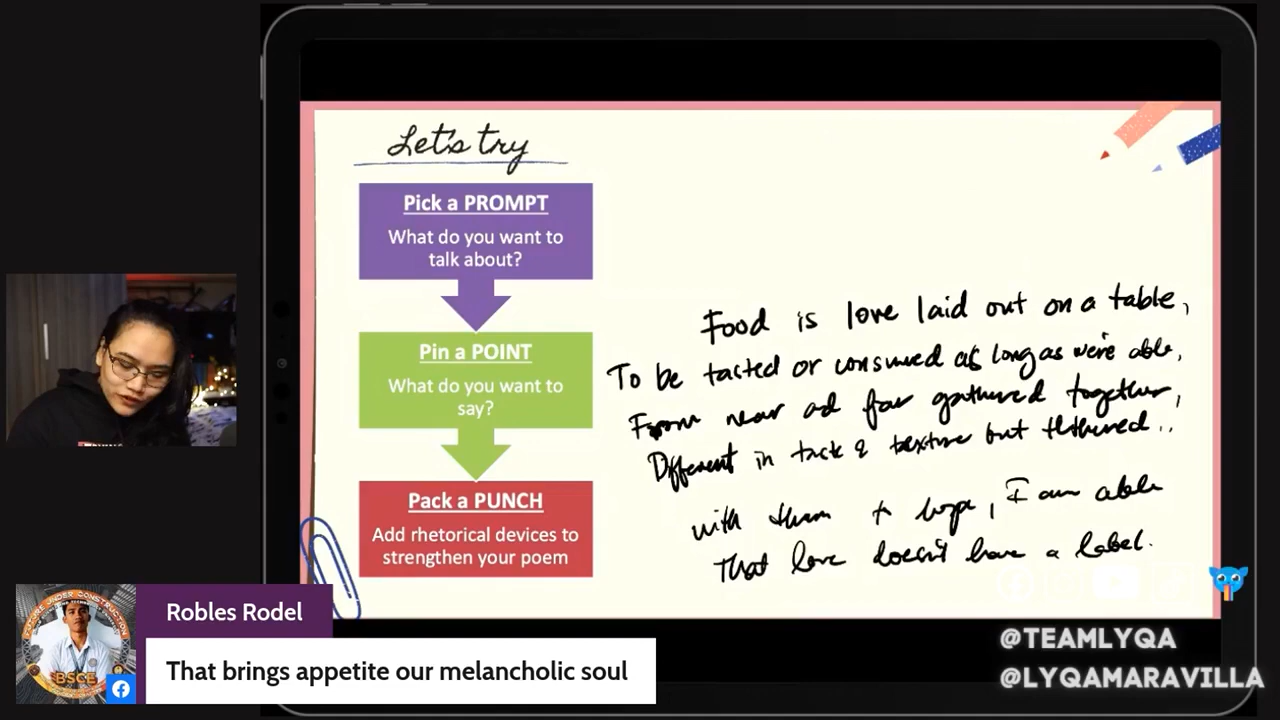 Let's try
Pick a PROMPT
What do you want to
talk about?
Pin a POINT
What do you want to
say?
Pack a PUNCH
Add rhetorical devices to
strengthen your poem
Food is love laid out on a table,
To be tasted or consumed as long as we're able,
From near ad far gathered together,
Different in taste & texture but tethered..
with them to hope, I am able
That love doesn't have a label.
Robles Rodel
That brings appetite our melancholic soul
BSCE
@TEAMLYQA
@LYQAMARAVILLA